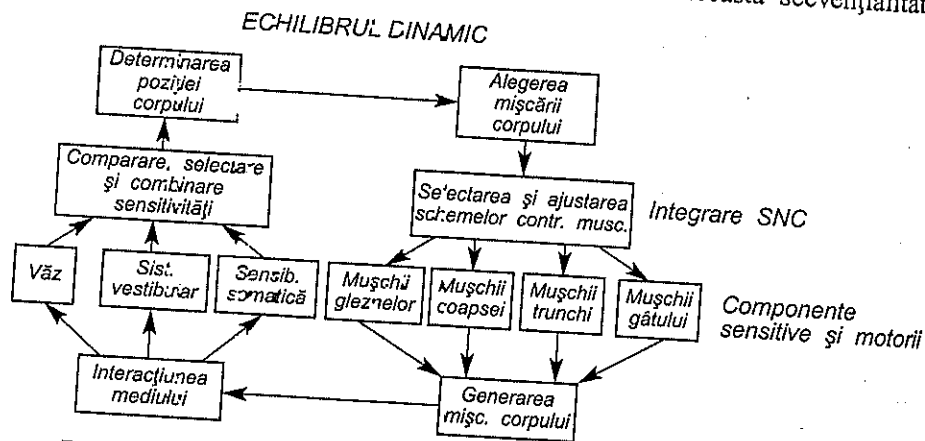 secvențialitat
ECHILIBRUL DINAMIC
Determinarea
poziției
corpului
Alegerea
mișcării
corpului
Comparare, selectare
și combinare
sensitivități
Selectarea și ajustarea
schemelor contr. musc.
Integrare SNC
Văz
Sist.
vestibular
Sensib.
somatică
Mușchii
gleznelor
Mușchii
coapsei
Mușchii
trunchi
Mușchii
gâtului
Componente
sensitive și motorii
Interacțiunea
mediului
Generarea
mișc. corpului